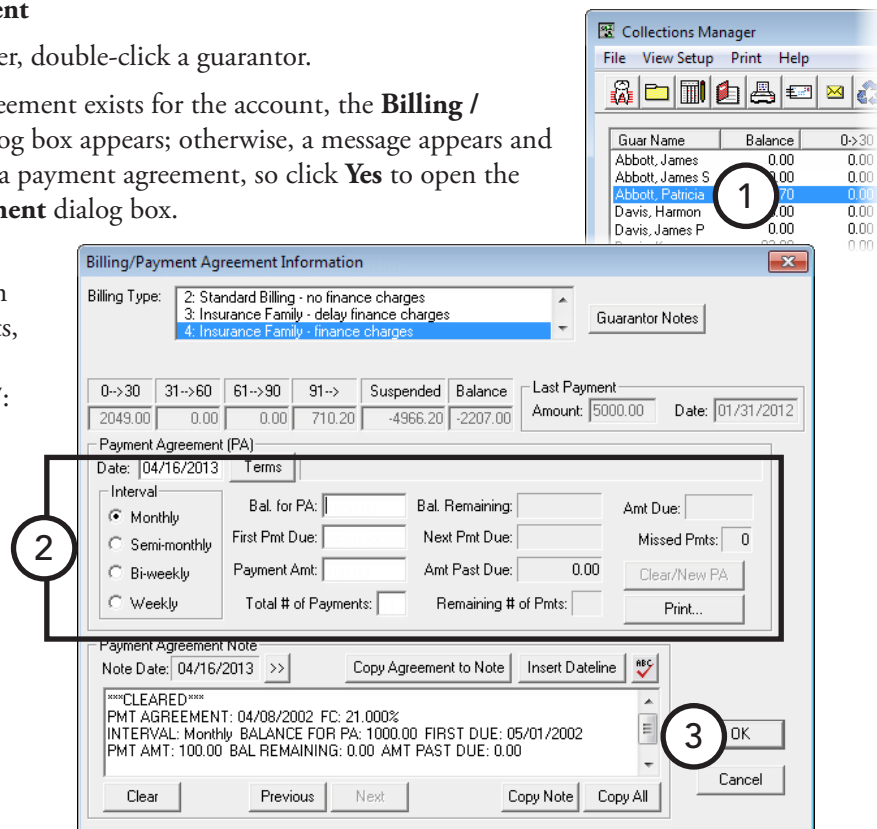 ent
er, double-click a guarantor.
eement exists for the account, the Billing /
og box appears; otherwise, a message appears and
a payment agreement, so click Yes to open the
ment dialog box.
Collections Manager
File View Setup Print Help
Guar Name Balance 0->30
Abbott, James 0.00 0.00
Abbott, James S 0.00 0.00
Abbott, Patricia 70 0.00
Davis, Harmon .00 0.00
Davis, James P 0.00 0.00
1
n
ts,
:
Billing/Payment Agreement Information
Billing Type:
2: Standard Billing - no finance charges
3: Insurance Family - delay finance charges
4: Insurance Family - finance charges
Guarantor Notes
0-->30 31-->60 61-->90 91--> Suspended Balance
2049.00 0.00 0.00 710.20 -4966.20 -2207.00
Last Payment
Amount: 5000.00 Date: 01/31/2012
Payment Agreement (PA)
Date: 04/16/2013 Terms
2
Interval
Monthly
Semi-monthly
Bi-weekly
Weekly
Bal. for PA: Bal. Remaining: Amt Due:
First Pmt Due: Next Pmt Due: Missed Pmts: 0
Payment Amt: Amt Past Due: 0.00 Clear/New PA
Total # of Payments: Remaining # of Pmts: Print...
Payment Agreement Note
Note Date: 04/16/2013 >> Copy Agreement to Note Insert Dateline ABC
***CLEARED***
PMT AGREEMENT: 04/08/2002 FC: 21.000%
INTERVAL: Monthly BALANCE FOR PA: 1000.00 FIRST DUE: 05/01/2002
PMT AMT: 100.00 BAL REMAINING: 0.00 AMT PAST DUE: 0.00
3
OK
Cancel
Clear Previous Next Copy Note Copy All